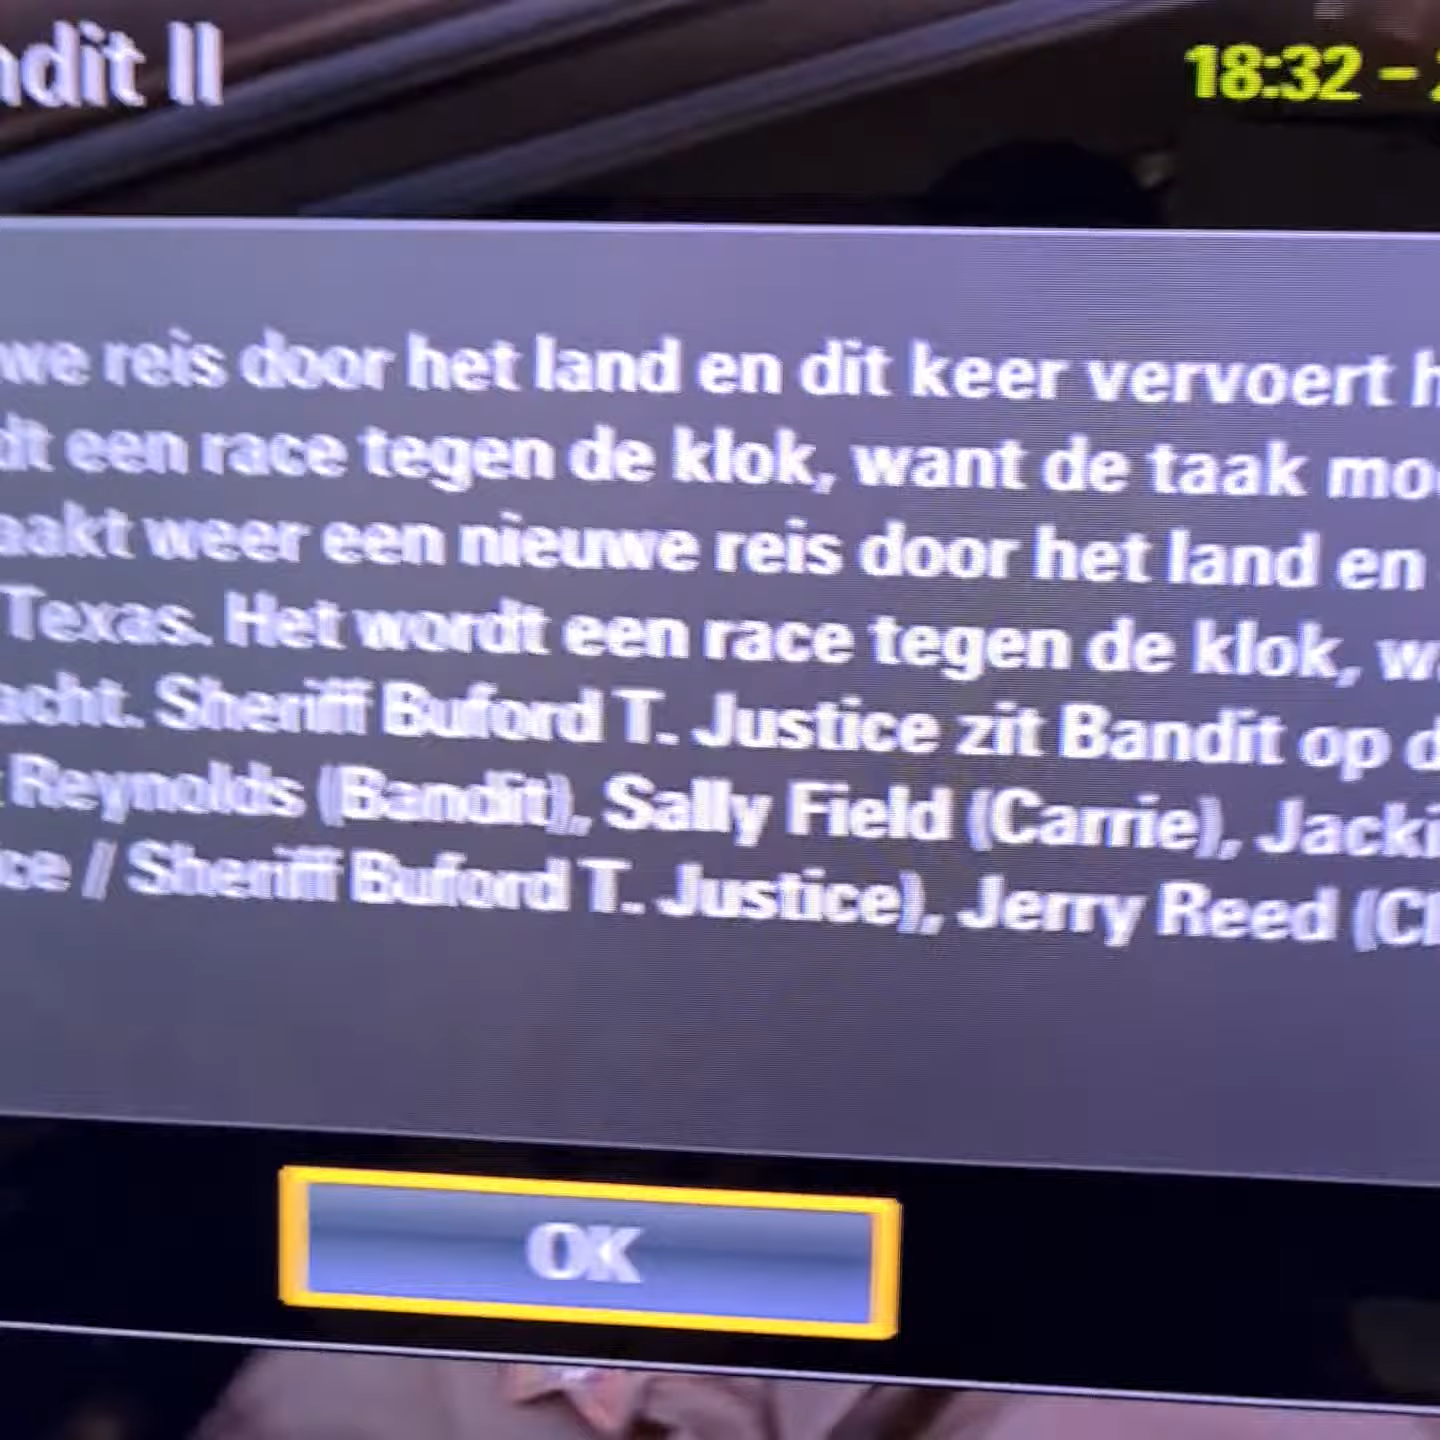 ndit II
18:32 -
we reis door het land en dit keer vervoert h
dt een race tegen de klok, want de taak mo
aakt weer een nieuwe reis door het land en
Texas. Het wordt een race tegen de klok, w
acht. Sheriff Buford T. Justice zit Bandit op d
Reynolds (Bandit), Sally Field (Carrie), Jacki
ce / Sheriff Buford T. Justice), Jerry Reed (Cl
OK